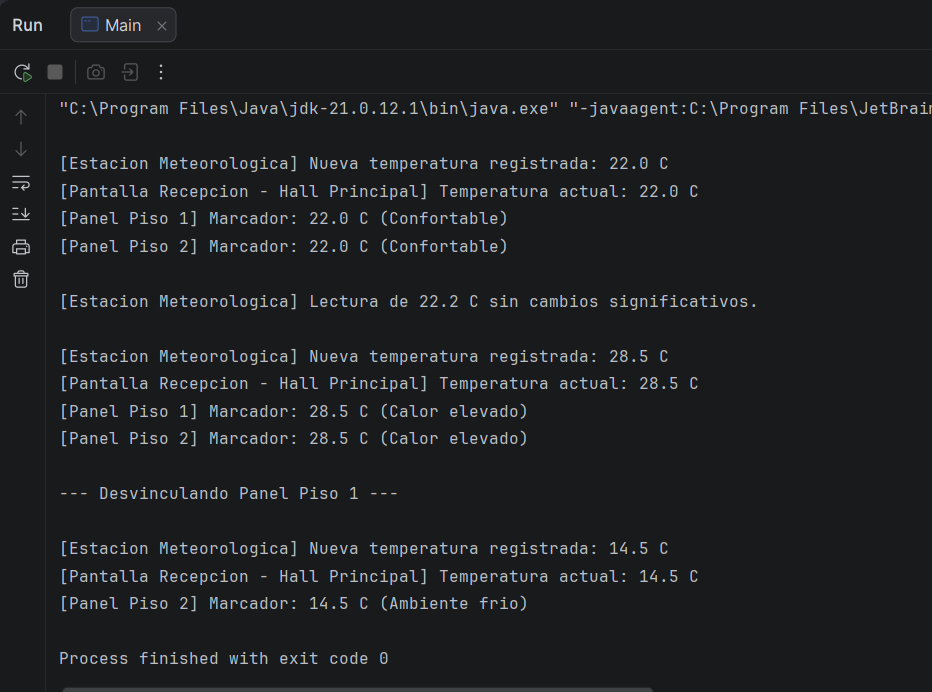 Run Main
"C:\Program Files\Java\jdk-21.0.12.1\bin\java.exe" "-javaagent:C:\Program Files\JetBrain
[Estacion Meteorologica] Nueva temperatura registrada: 22.0 C
[Pantalla Recepcion - Hall Principal] Temperatura actual: 22.0 C
[Panel Piso 1] Marcador: 22.0 C (Confortable)
[Panel Piso 2] Marcador: 22.0 C (Confortable)
[Estacion Meteorologica] Lectura de 22.2 C sin cambios significativos.
[Estacion Meteorologica] Nueva temperatura registrada: 28.5 C
[Pantalla Recepcion - Hall Principal] Temperatura actual: 28.5 C
[Panel Piso 1] Marcador: 28.5 C (Calor elevado)
[Panel Piso 2] Marcador: 28.5 C (Calor elevado)
--- Desvinculando Panel Piso 1 ---
[Estacion Meteorologica] Nueva temperatura registrada: 14.5 C
[Pantalla Recepcion - Hall Principal] Temperatura actual: 14.5 C
[Panel Piso 2] Marcador: 14.5 C (Ambiente frio)
Process finished with exit code 0